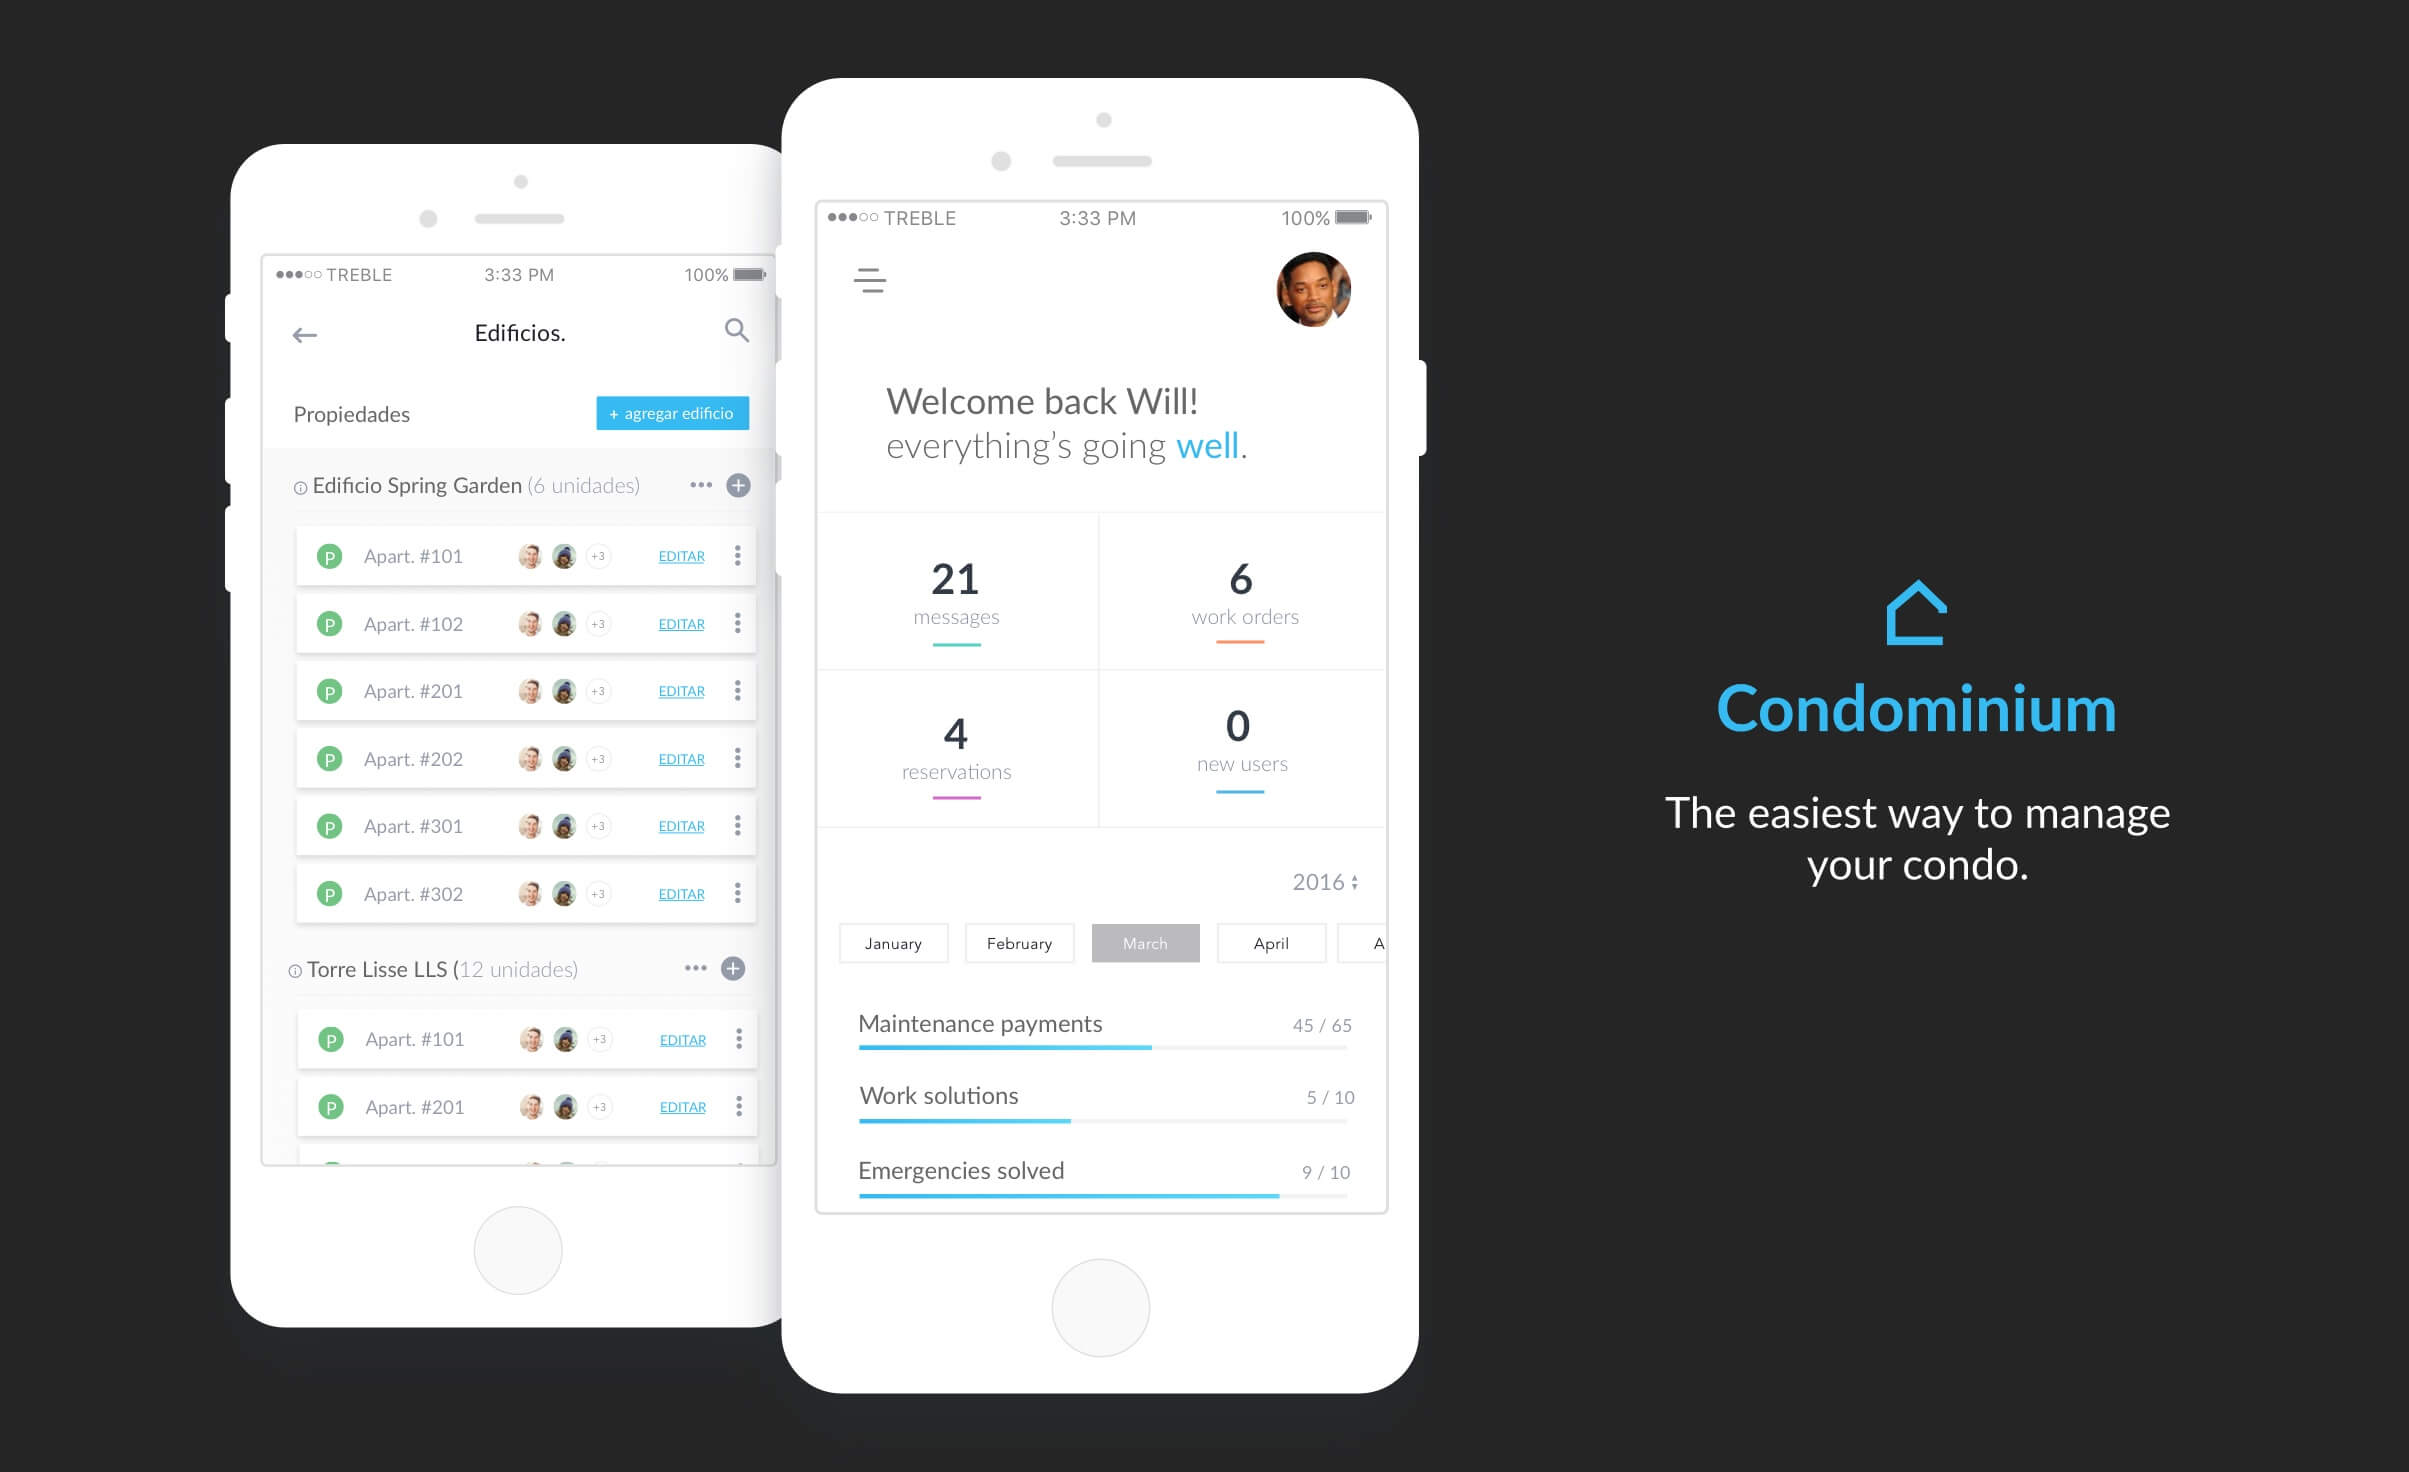 TREBLE 3:33 PM 100%
Edificios.
Propiedades + agregar edificio
Edificio Spring Garden (6 unidades)
P Apart. #101 +3 EDITAR
P Apart. #102 +3 EDITAR
P Apart. #201 +3 EDITAR
P Apart. #202 +3 EDITAR
P Apart. #301 +3 EDITAR
P Apart. #302 +3 EDITAR
Torre Lisse LLS (12 unidades)
P Apart. #101 +3 EDITAR
P Apart. #201 +3 EDITAR
TREBLE 3:33 PM 100%
Welcome back Will!
everything's going well.
21 6
messages work orders
4 0
reservations new users
2016
January February March April A
Maintenance payments 45 / 65
Work solutions 5 / 10
Emergencies solved 9 / 10
Condominium
The easiest way to manage
your condo.